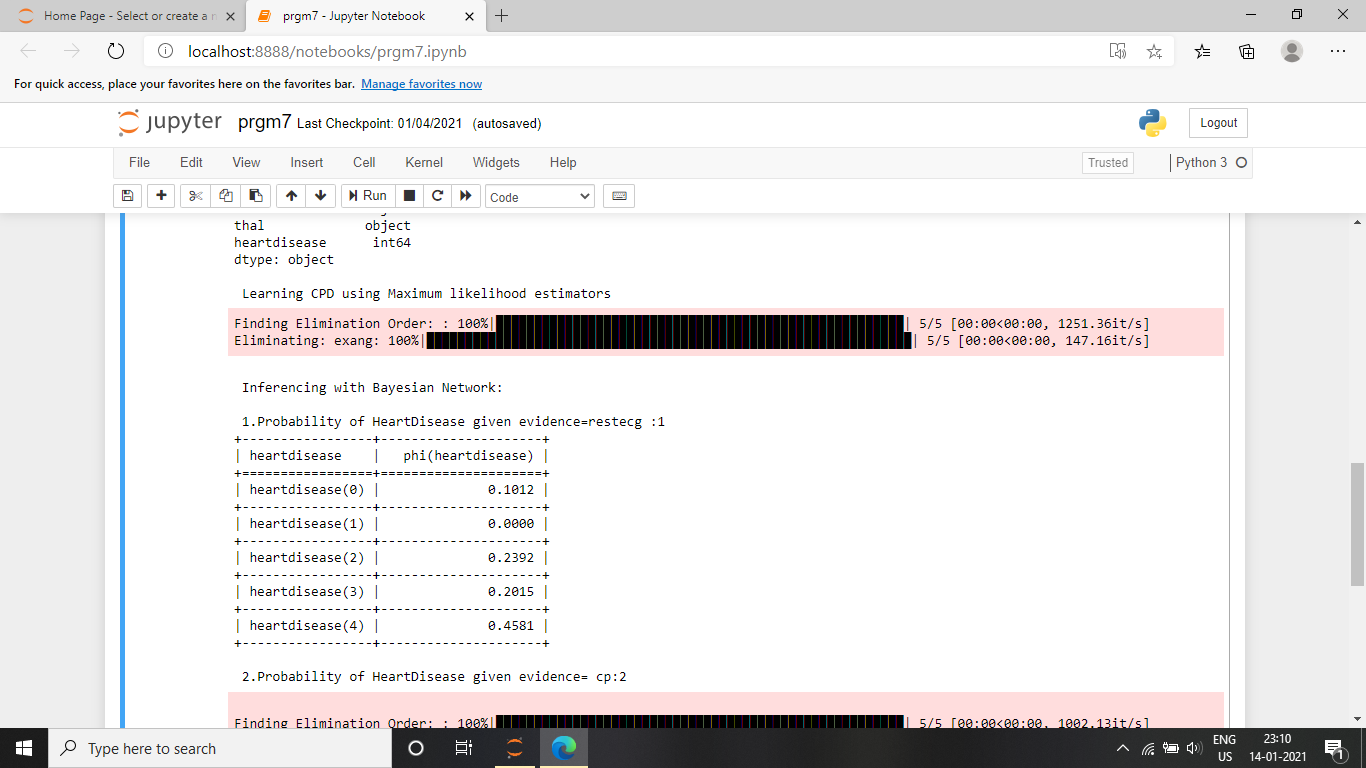 Home Page - Select or create a n
prgm7 - Jupyter Notebook
localhost:8888/notebooks/prgm7.ipynb
For quick access, place your favorites here on the favorites bar. Manage favorites now
jupyter prgm7 Last Checkpoint: 01/04/2021 (autosaved)
Logout
File Edit View Insert Cell Kernel Widgets Help
Trusted | Python 3
Run
Code
thal object
heartdisease int64
dtype: object
Learning CPD using Maximum likelihood estimators
Finding Elimination Order: : 100%| | 5/5 [00:00<00:00, 1251.36it/s]
Eliminating: exang: 100%| | 5/5 [00:00<00:00, 147.16it/s]
Inferencing with Bayesian Network:
1.Probability of HeartDisease given evidence=restecg :1
+-----------------+---------------------+
| heartdisease | phi(heartdisease) |
+=================+=====================+
| heartdisease(0) | 0.1012 |
+-----------------+---------------------+
| heartdisease(1) | 0.0000 |
+-----------------+---------------------+
| heartdisease(2) | 0.2392 |
+-----------------+---------------------+
| heartdisease(3) | 0.2015 |
+-----------------+---------------------+
| heartdisease(4) | 0.4581 |
+-----------------+---------------------+
2.Probability of HeartDisease given evidence= cp:2
Finding Elimination Order: : 100%| | 5/5 [00:00<00:00, 1002.13it/s]
Type here to search
ENG
US
23:10
14-01-2021
1